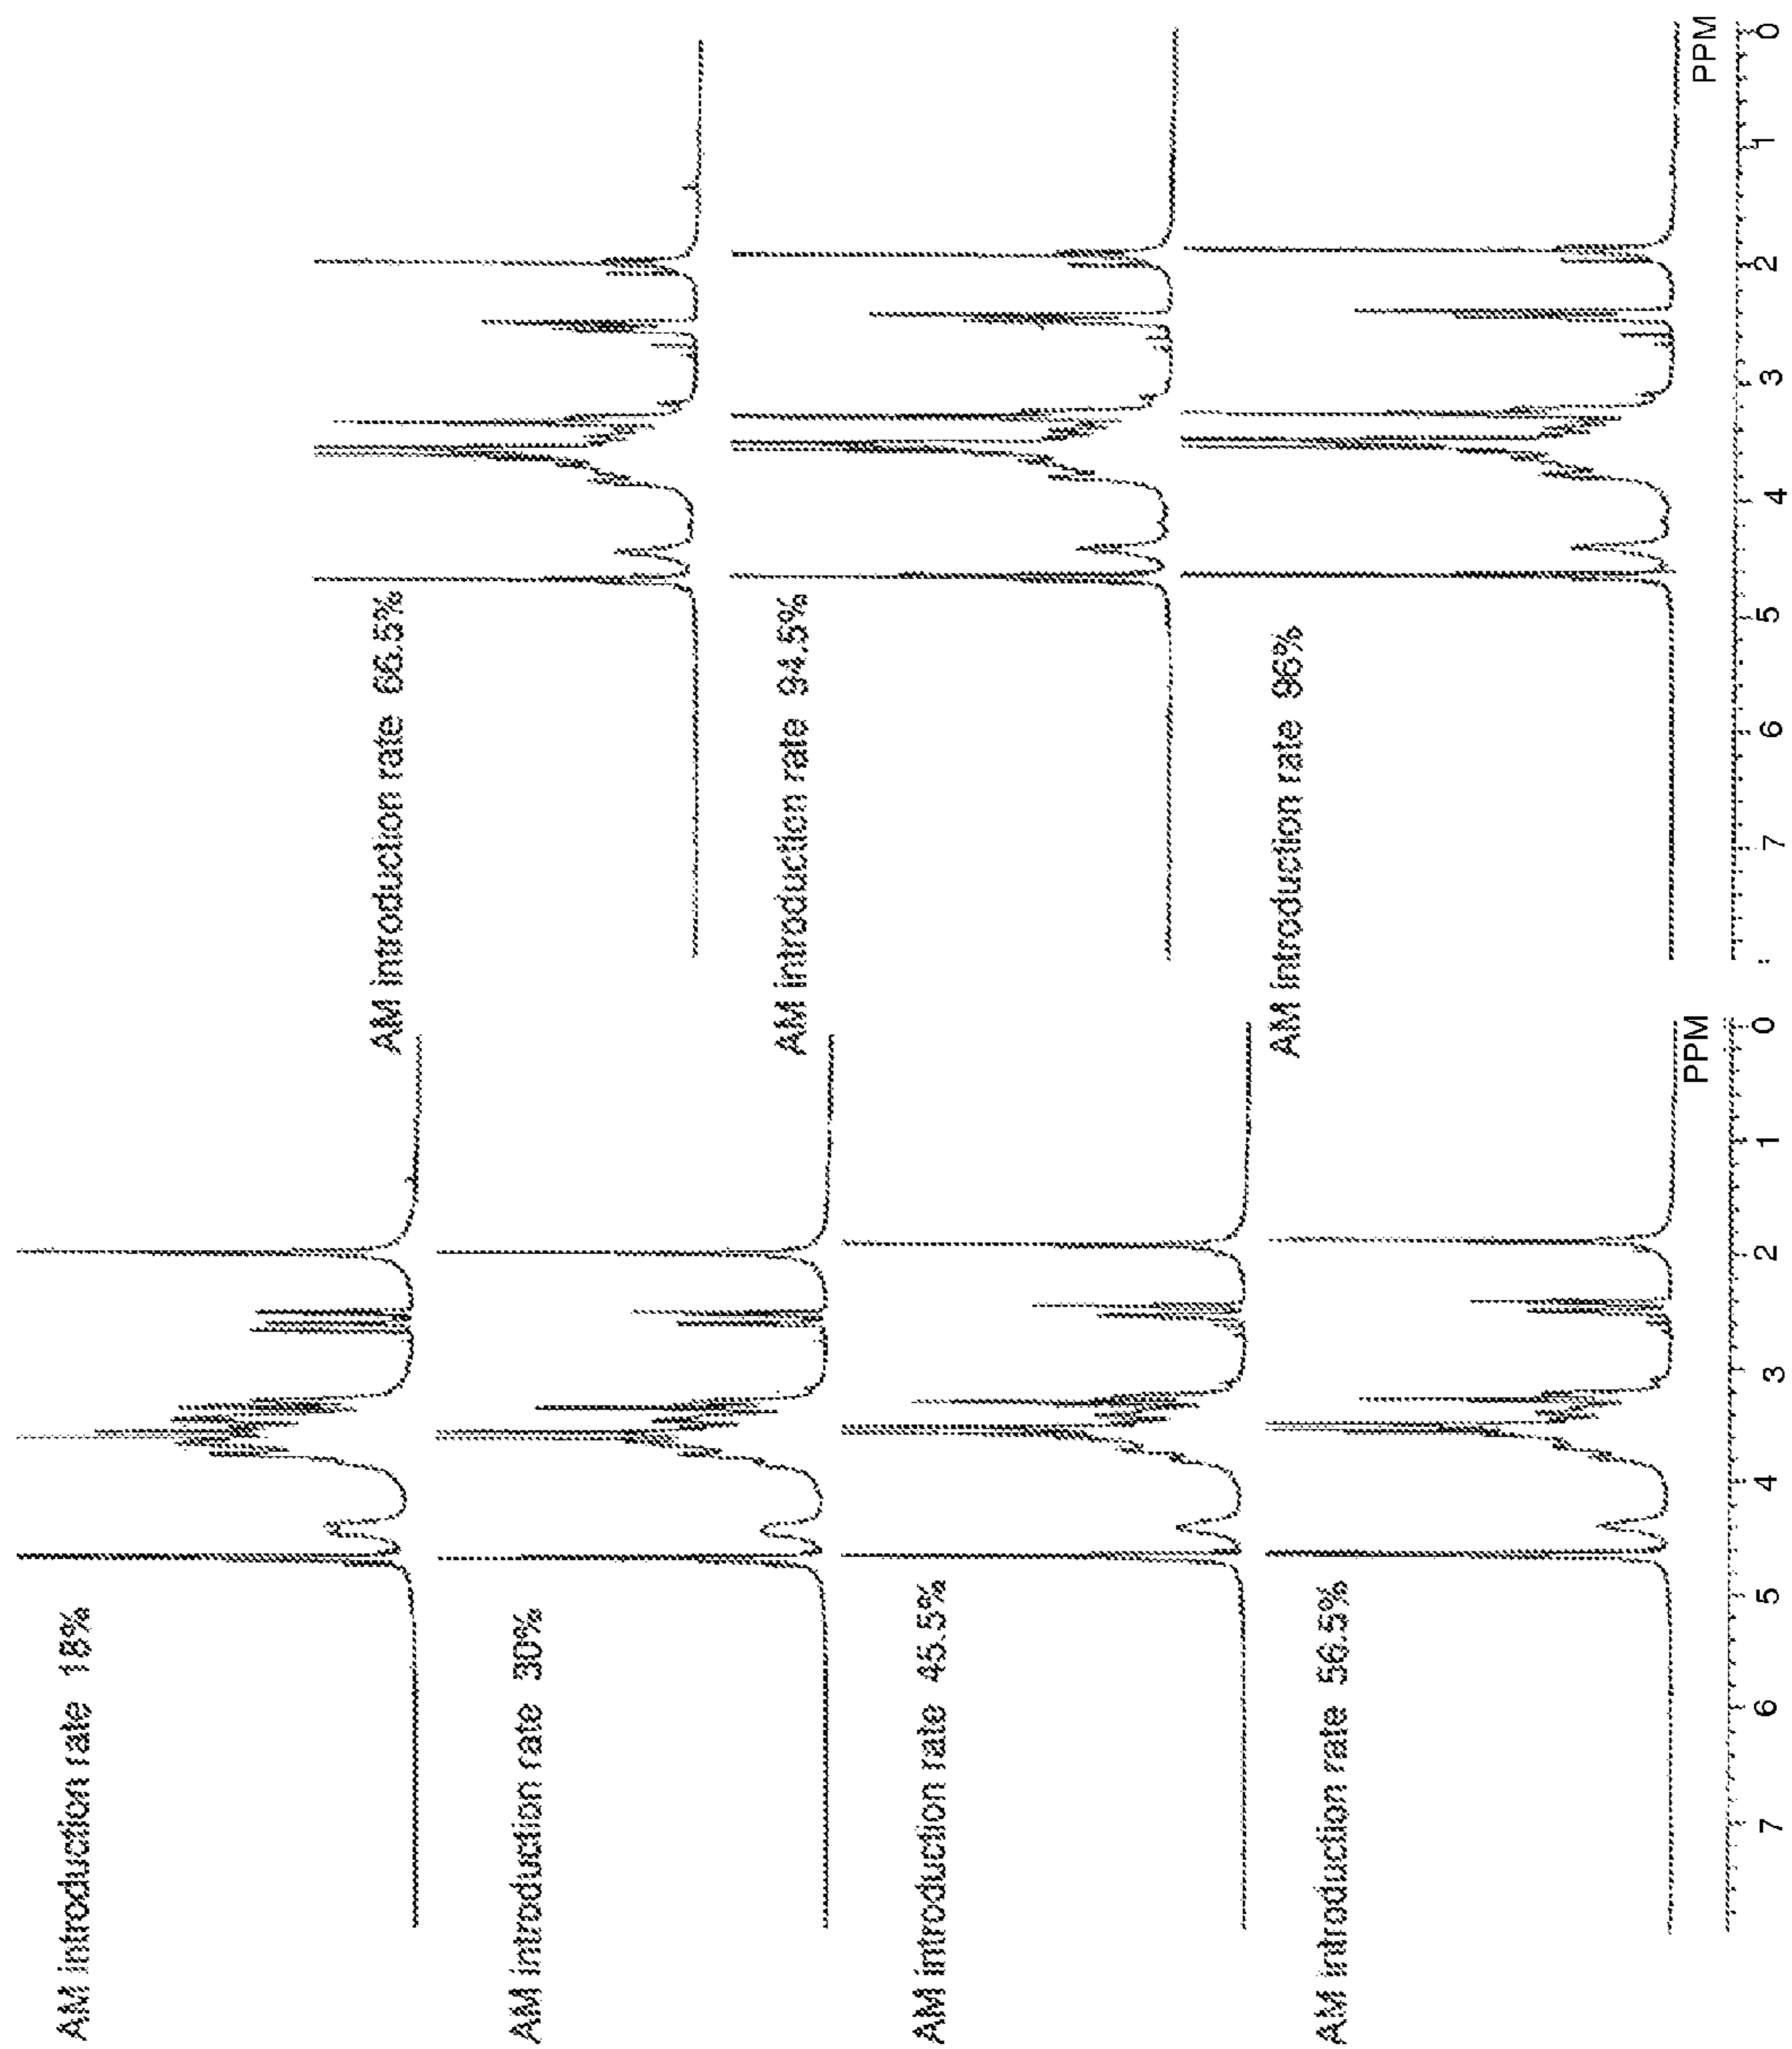 AM introduction rate 18%
AM introduction rate 30%
AM introduction rate 45.5%
AM introduction rate 56.5%
PPM
7 6 5 4 3 2 1 0
AM introduction rate 66.5%
AM introduction rate 94.5%
AM introduction rate 96%
PPM
7 6 5 4 3 2 1 0